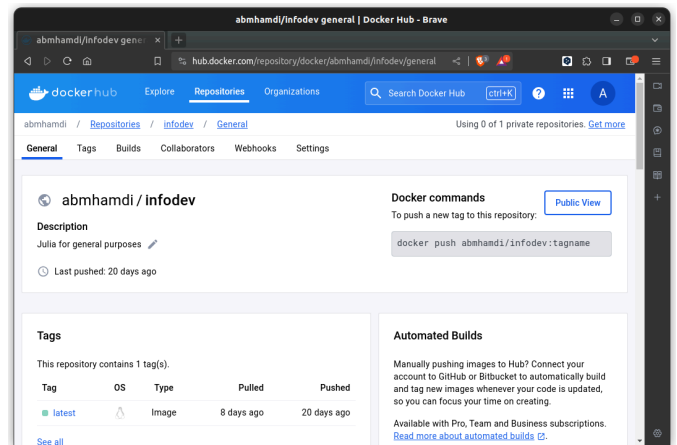 abmhamdi/infodev general | Docker Hub - Brave
abmhamdi/infodev gener
hub.docker.com/repository/docker/abmhamdi/infodev/general
dockerhub Explore Repositories Organizations Search Docker Hub ctrl+K ? A
abmhamdi / Repositories / infodev / General Using 0 of 1 private repositories. Get more
General Tags Builds Collaborators Webhooks Settings
abmhamdi / infodev
Description
Julia for general purposes
Last pushed: 20 days ago
Docker commands
To push a new tag to this repository:
Public View
docker push abmhamdi/infodev:tagname
Tags
This repository contains 1 tag(s).
Tag OS Type Pulled Pushed
latest Image 8 days ago 20 days ago
See all
Automated Builds
Manually pushing images to Hub? Connect your
account to GitHub or Bitbucket to automatically build
and tag new images whenever your code is updated,
so you can focus your time on creating.
Available with Pro, Team and Business subscriptions.
Read more about automated builds.